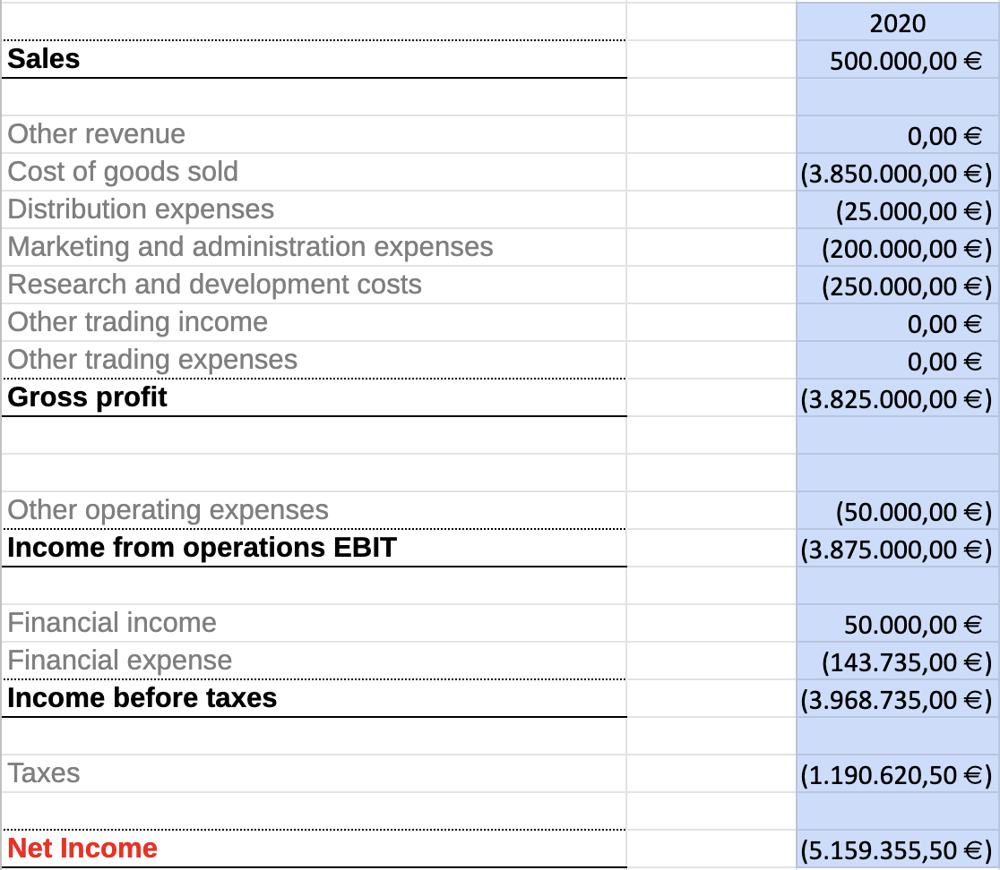 2020
Sales 500.000,00 €
Other revenue 0,00 €
Cost of goods sold (3.850.000,00 €)
Distribution expenses (25.000,00 €)
Marketing and administration expenses (200.000,00 €)
Research and development costs (250.000,00 €)
Other trading income 0,00 €
Other trading expenses 0,00 €
Gross profit (3.825.000,00 €)
Other operating expenses (50.000,00 €)
Income from operations EBIT (3.875.000,00 €)
Financial income 50.000,00 €
Financial expense (143.735,00 €)
Income before taxes (3.968.735,00 €)
Taxes (1.190.620,50 €)
Net Income (5.159.355,50 €)